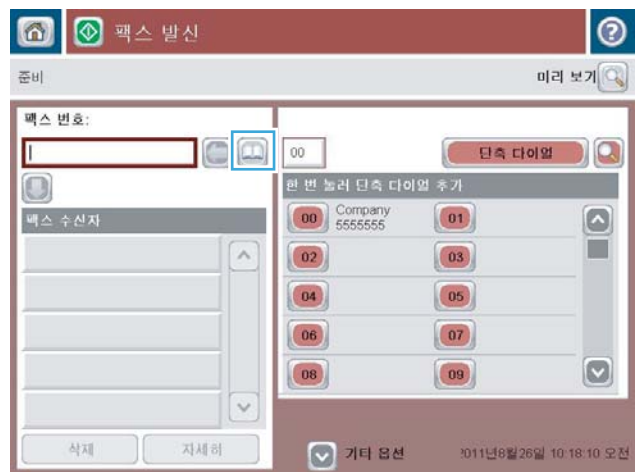 팩스 발신
준비
미리 보기
팩스 번호:
00
단축 다이얼
한 번 눌러 단축 다이얼 추가
팩스 수신자
00 Company 01
5555555
02 03
04 05
06 07
08 09
삭제 자세히
기타 옵션
2011년8월26일 10:18:10 오전